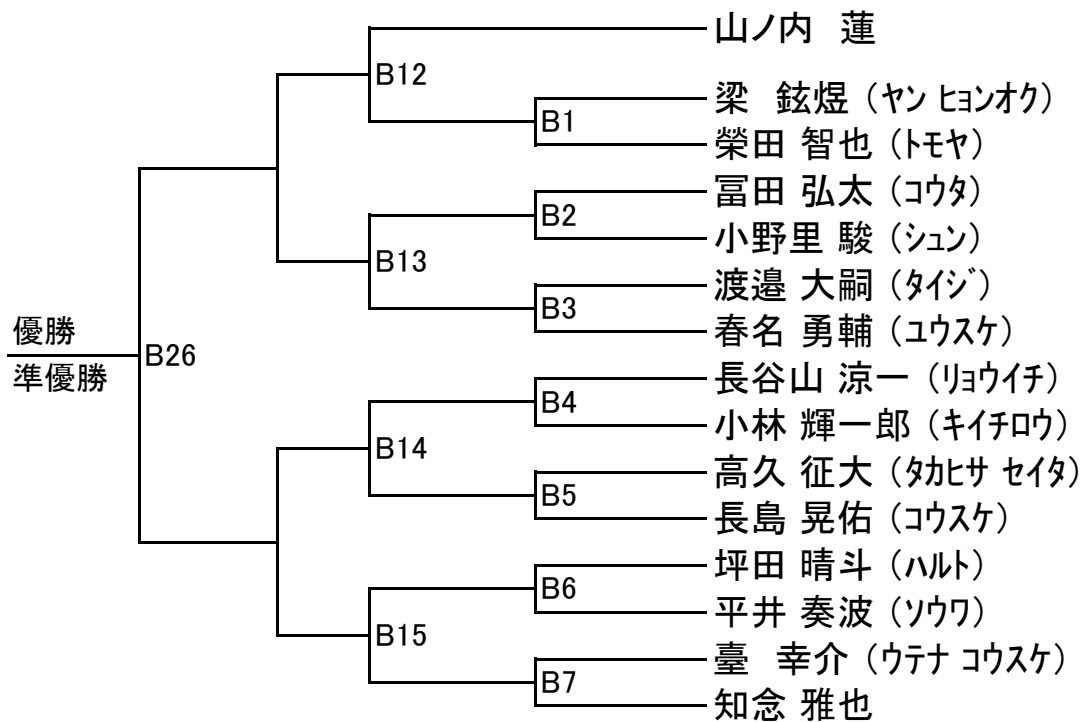 山ノ内 蓮
B12
梁 鉉煜 (ヤン ヒョンオク)
B1
榮田 智也 (トモヤ)
冨田 弘太 (コウタ)
B2
小野里 駿 (シュン)
B13
渡邉 大嗣 (タイジ)
B3
春名 勇輔 (ユウスケ)
優勝
B26
準優勝
長谷山 涼一 (リョウイチ)
B4
小林 輝一郎 (キイチロウ)
B14
高久 征大 (タカヒサ セイタ)
B5
長島 晃佑 (コウスケ)
坪田 晴斗 (ハルト)
B6
平井 奏波 (ソウワ)
B15
臺 幸介 (ウテナ コウスケ)
B7
知念 雅也